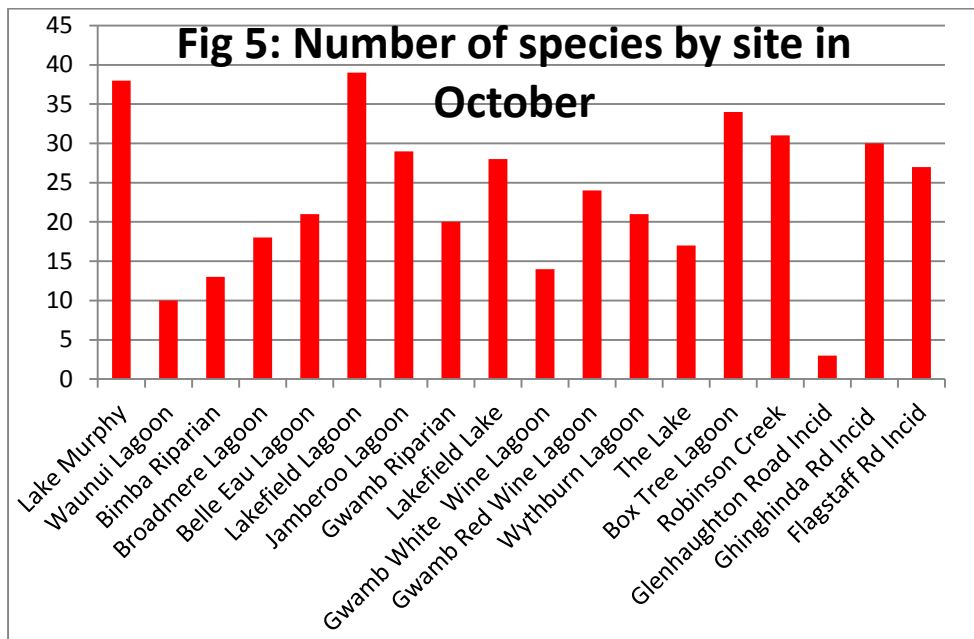 Fig 5: Number of species by site in
October
45
40
35
30
25
20
15
10
5
0
Lake Murphy
Waunui Lagoon
Bimba Riparian
Broadmere Lagoon
Belle Eau Lagoon
Lakefield Lagoon
Jamberoo Lagoon
Gwamb Riparian
Lakefield Lake
Gwamb White Wine Lagoon
Gwamb Red Wine Lagoon
Wythburn Lagoon
The Lake
Box Tree Lagoon
Robinson Creek
Glenhaughton Road Incid
Ghinghinda Rd Incid
Flagstaff Rd Incid